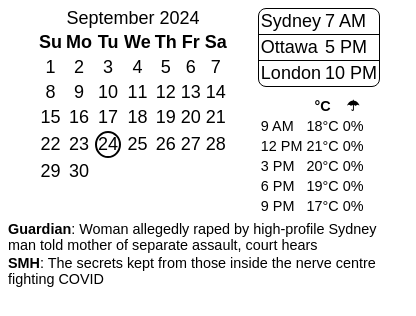 September 2024
Su Mo Tu We Th Fr Sa
1 2 3 4 5 6 7
8 9 10 11 12 13 14
15 16 17 18 19 20 21
22 23 24 25 26 27 28
29 30
Sydney 7 AM
Ottawa 5 PM
London 10 PM
°C ☂
9 AM 18°C 0%
12 PM 21°C 0%
3 PM 20°C 0%
6 PM 19°C 0%
9 PM 17°C 0%
Guardian: Woman allegedly raped by high-profile Sydney
man told mother of separate assault, court hears
SMH: The secrets kept from those inside the nerve centre
fighting COVID